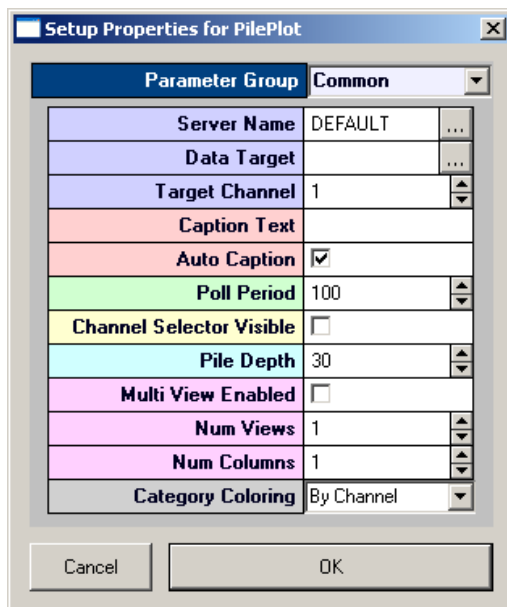 Setup Properties for PilePlot
Parameter Group Common
Server Name DEFAULT ...
Data Target ...
Target Channel 1
Caption Text
Auto Caption
Poll Period 100
Channel Selector Visible
Pile Depth 30
Multi View Enabled
Num Views 1
Num Columns 1
Category Coloring By Channel
Cancel OK